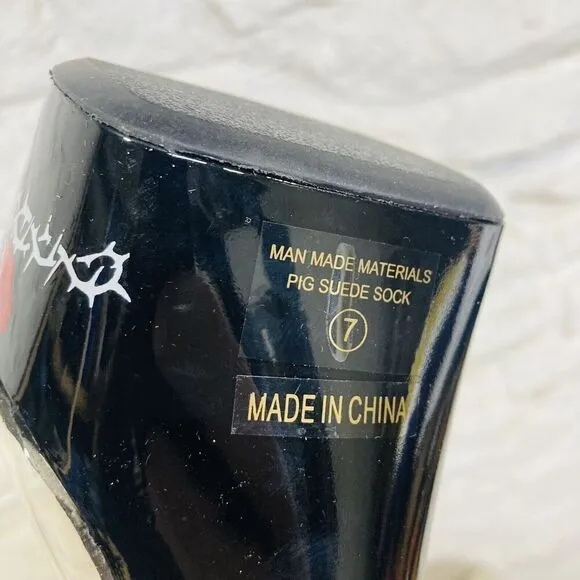 MAN MADE MATERIALS
PIG SUEDE SOCK
7
MADE IN CHINA